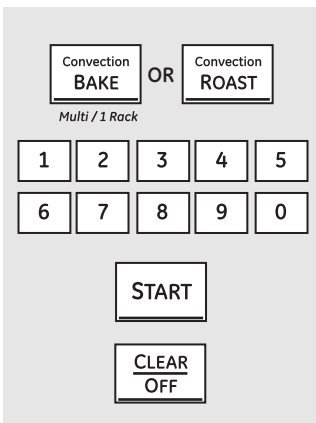 Convection Convection
BAKE OR ROAST
Multi / 1 Rack
1 2 3 4 5
6 7 8 9 0
START
CLEAR
OFF